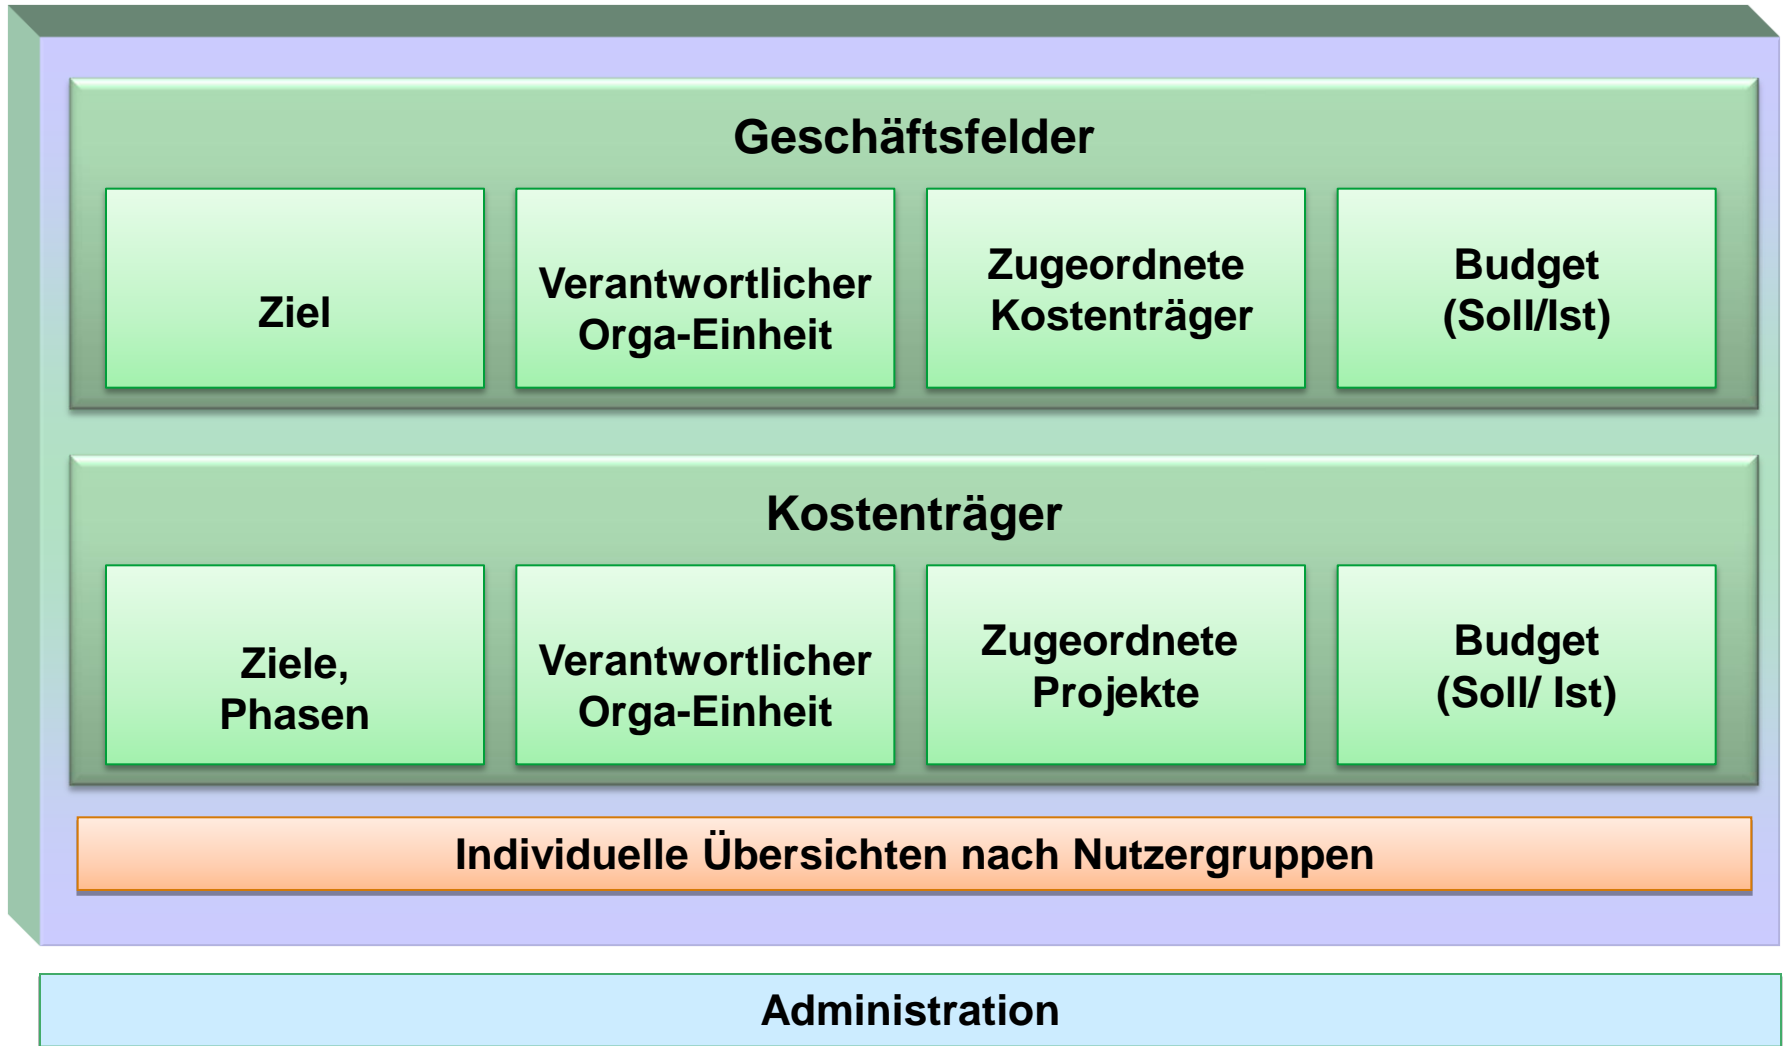 Geschäftsfelder
Ziel
Verantwortlicher
Orga-Einheit
Zugeordnete
Kostenträger
Budget
(Soll/Ist)
Kostenträger
Ziele,
Phasen
Verantwortlicher
Orga-Einheit
Zugeordnete
Projekte
Budget
(Soll/ Ist)
Individuelle Übersichten nach Nutzergruppen
Administration